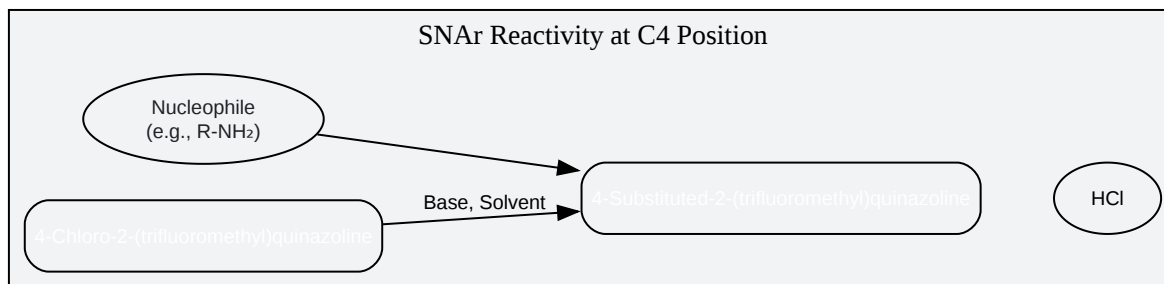 SNAr Reactivity at C4 Position
Nucleophile
(e.g., R-NH₂)
4-Chloro-2-(trifluoromethyl)quinazoline
Base, Solvent
4-Substituted-2-(trifluoromethyl)quinazoline
HCl